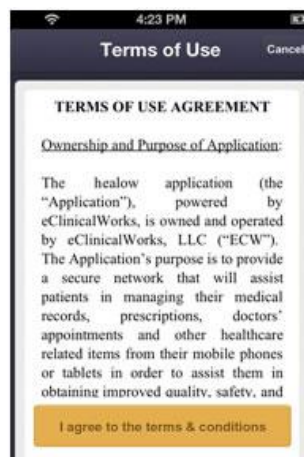 4:23 PM
Terms of Use
Cancel
TERMS OF USE AGREEMENT
Ownership and Purpose of Application:
The healow application (the
“Application”), powered by
eClinicalWorks, is owned and operated
by eClinicalWorks, LLC (“ECW”).
The Application’s purpose is to provide
a secure network that will assist
patients in managing their medical
records, prescriptions, doctors’
appointments and other healthcare
related items from their mobile phones
or tablets in order to assist them in
obtaining improved quality, safety, and
I agree to the terms & conditions